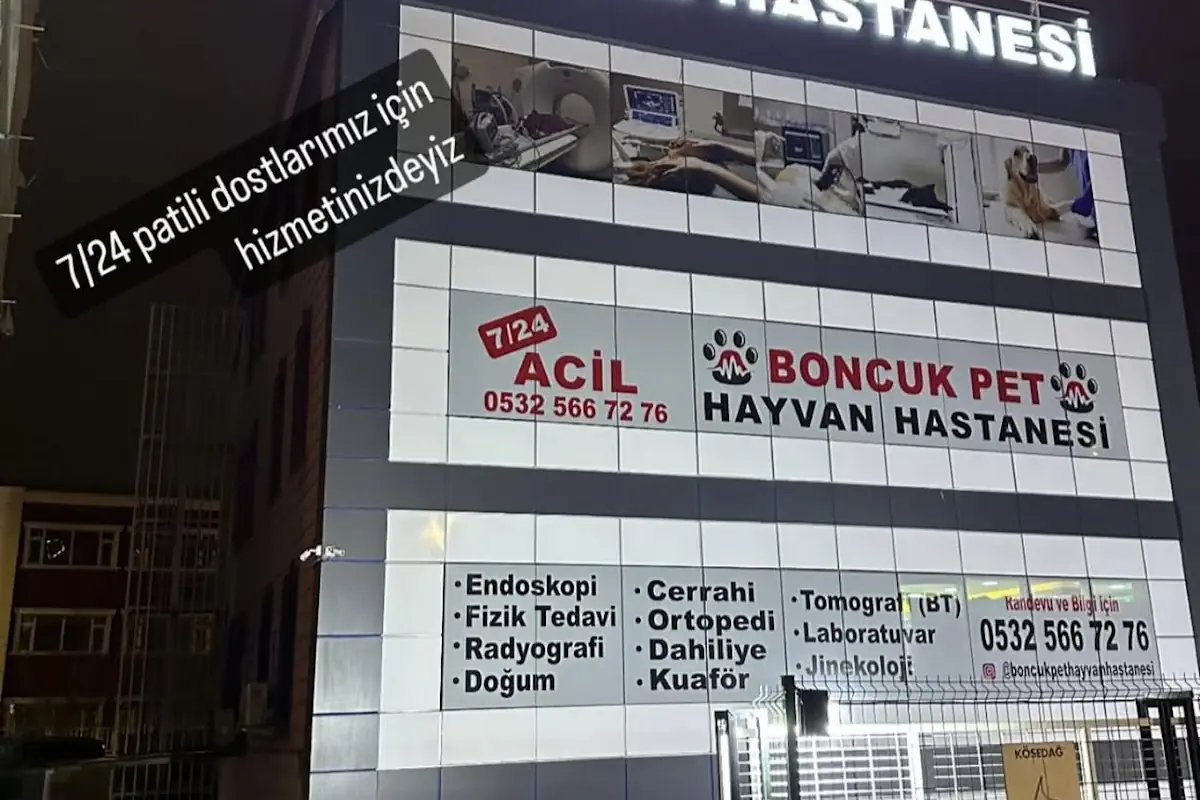 HASTANESİ
7/24 patili dostlarımız için
hizmetinizdeyiz
7/24
ACİL
0532 566 72 76
BONCUK PET
HAYVAN HASTANESİ
• Endoskopi
• Fizik Tedavi
• Radyografi
• Doğum
• Cerrahi
• Ortopedi
• Dahiliye
• Kuaför
• Tomografi (BT)
• Laboratuvar
• Jinekoloji
Randevu ve Bilgi için
0532 566 72 76
@boncukpethayvanhastanesi
KÖSEDAĞ